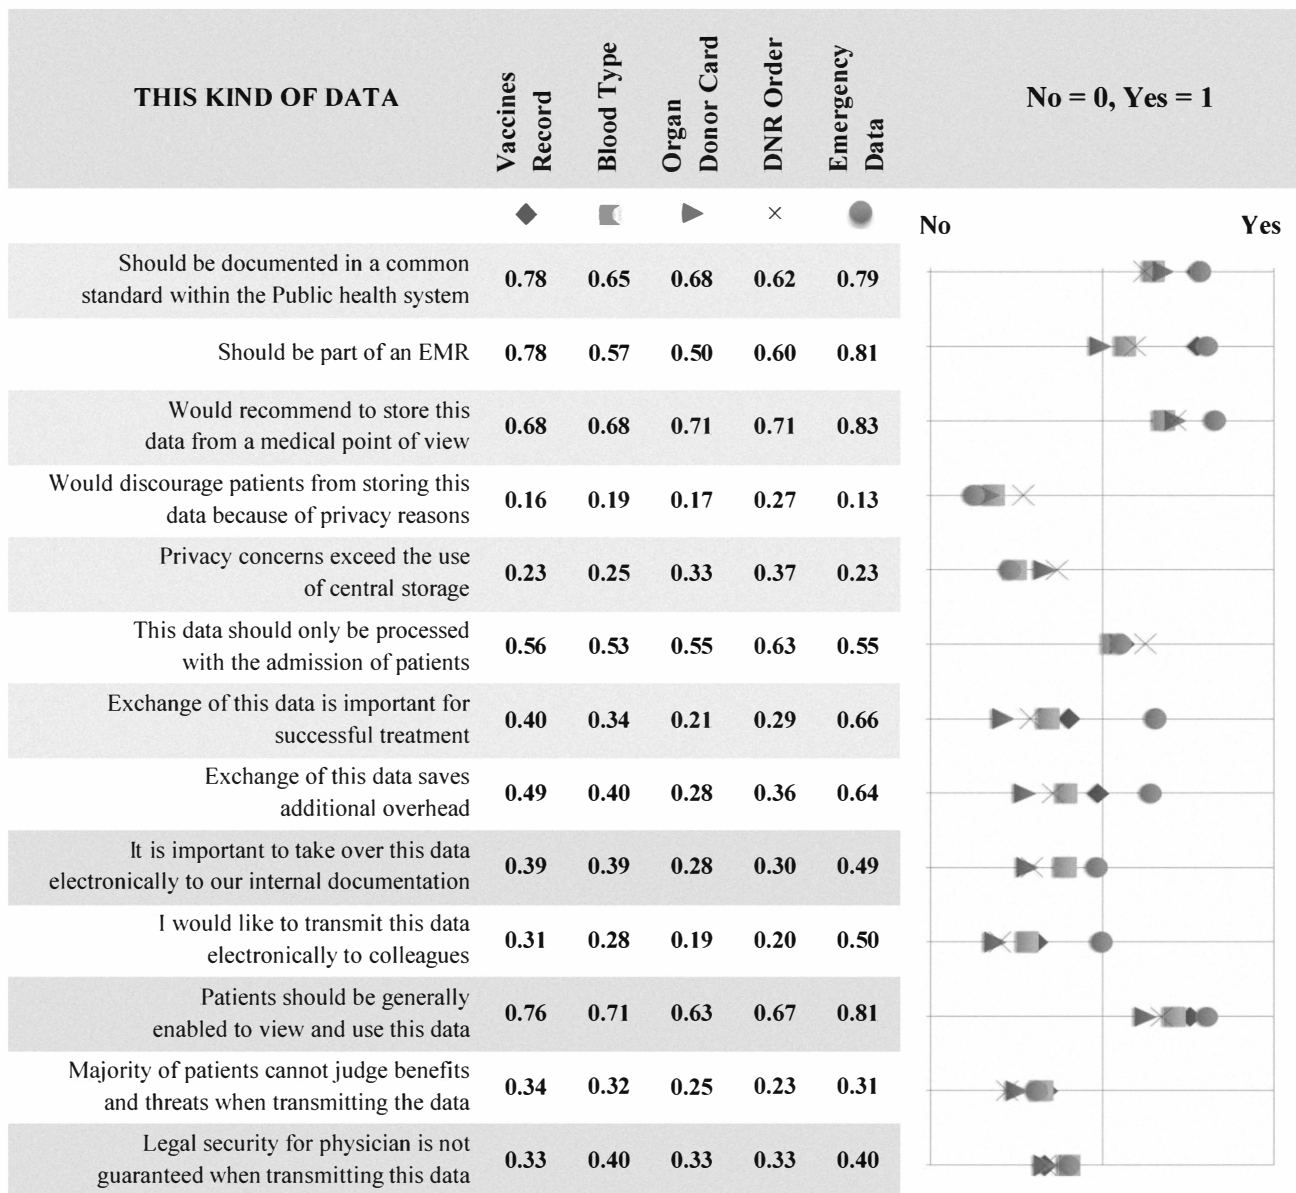 THIS KIND OF DATA
Vaccines
Record
Blood Type
Organ
Donor Card
DNR Order
Emergency
Data
No = 0, Yes = 1
No
Yes
Should be documented in a common
standard within the Public health system
0.78 0.65 0.68 0.62 0.79
Should be part of an EMR 0.78 0.57 0.50 0.60 0.81
Would recommend to store this
data from a medical point of view
0.68 0.68 0.71 0.71 0.83
Would discourage patients from storing this
data because of privacy reasons
0.16 0.19 0.17 0.27 0.13
Privacy concerns exceed the use
of central storage
0.23 0.25 0.33 0.37 0.23
This data should only be processed
with the admission of patients
0.56 0.53 0.55 0.63 0.55
Exchange of this data is important for
successful treatment
0.40 0.34 0.21 0.29 0.66
Exchange of this data saves
additional overhead
0.49 0.40 0.28 0.36 0.64
It is important to take over this data
electronically to our internal documentation
0.39 0.39 0.28 0.30 0.49
I would like to transmit this data
electronically to colleagues
0.31 0.28 0.19 0.20 0.50
Patients should be generally
enabled to view and use this data
0.76 0.71 0.63 0.67 0.81
Majority of patients cannot judge benefits
and threats when transmitting the data
0.34 0.32 0.25 0.23 0.31
Legal security for physician is not
guaranteed when transmitting this data
0.33 0.40 0.33 0.33 0.40